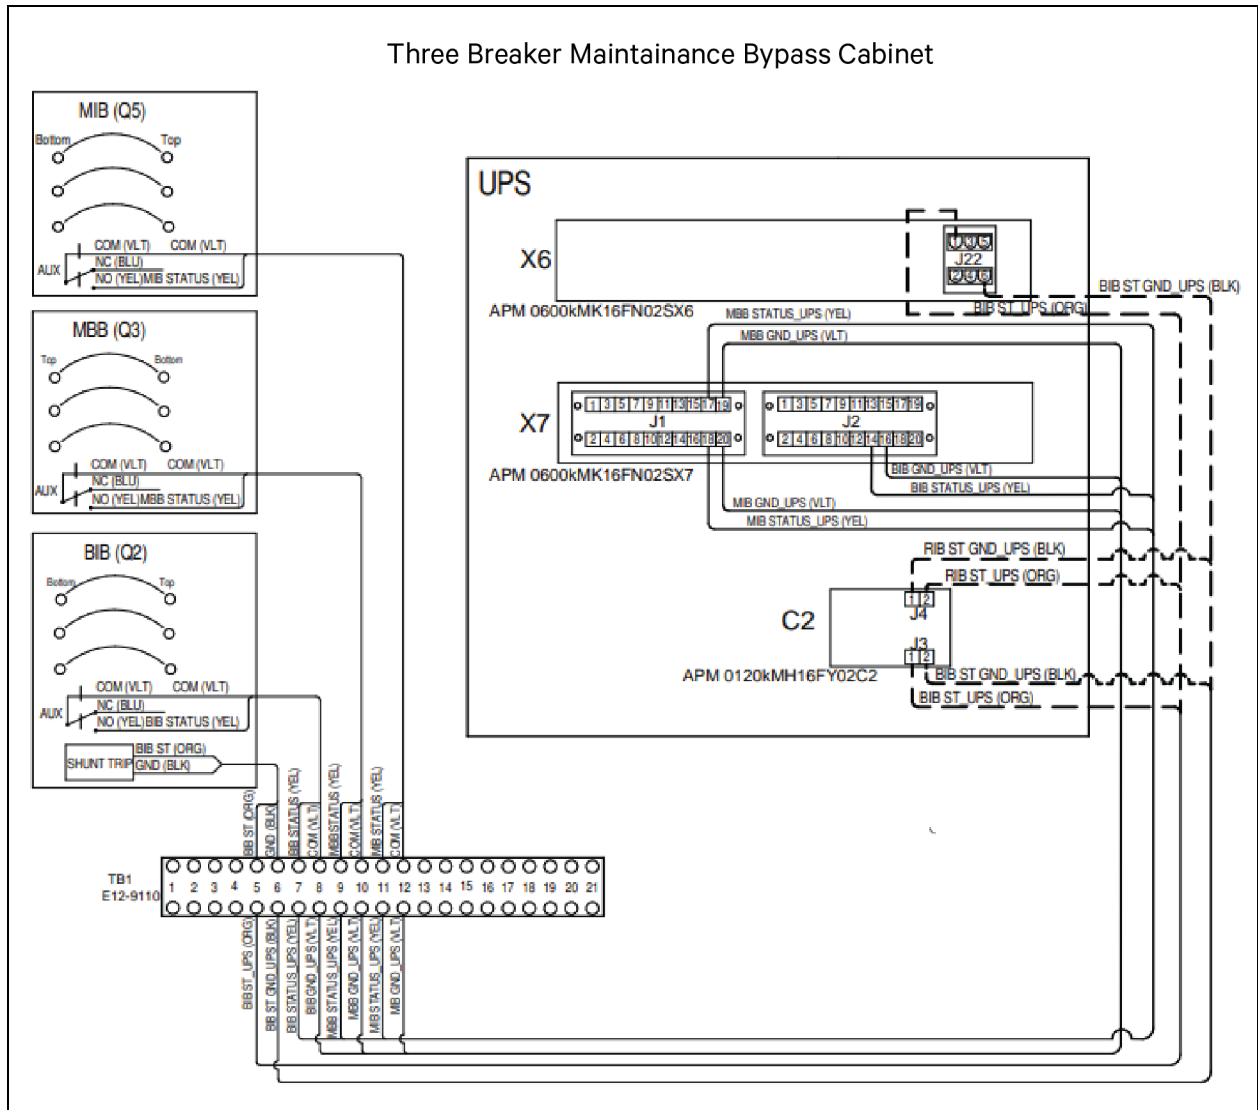 Three Breaker Maintainance Bypass Cabinet
MIB (Q5)
Bottom
Top
COM (VLT)
COM (VLT)
NC (BLU)
AUX
NO (YEL)
MIB STATUS (YEL)
MBB (Q3)
Top
Bottom
COM (VLT)
COM (VLT)
NC (BLU)
AUX
NO (YEL)
MBB STATUS (YEL)
BIB (Q2)
Bottom
Top
COM (VLT)
COM (VLT)
NC (BLU)
AUX
NO (YEL)
BIB STATUS (YEL)
BIB ST (ORG)
SHUNT TRIP
GND (BLK)
UPS
X6
1 3 5
J22
2 4 6
APM 0600kMK16FN02SX6
BIB ST GND_UPS (BLK)
BIB ST_UPS (ORG)
MBB STATUS_UPS (YEL)
MBB GND_UPS (VLT)
X7
1 3 5 7 9 11 13 15 17 19
J1
2 4 6 8 10 12 14 16 18 20
1 3 5 7 9 11 13 15 17 19
J2
2 4 6 8 10 12 14 16 18 20
APM 0600kMK16FN02SX7
BIB GND_UPS (VLT)
BIB STATUS_UPS (YEL)
MIB GND_UPS (VLT)
MIB STATUS_UPS (YEL)
RIB ST GND_UPS (BLK)
RIB ST_UPS (ORG)
C2
1 2
J4
J3
1 2
APM 0120kMH16FY02C2
BIB ST GND_UPS (BLK)
BIB ST_UPS (ORG)
BIB ST (ORG)
GND (BLK)
BIB STATUS (YEL)
COM (VLT)
MBB STATUS (YEL)
COM (VLT)
MIB STATUS (YEL)
COM (VLT)
TB1
E12-9110
1 2 3 4 5 6 7 8 9 10 11 12 13 14 15 16 17 18 19 20 21
BIB ST_UPS (ORG)
BIB ST GND_UPS (BLK)
BIB STATUS_UPS (YEL)
BIB GND_UPS (VLT)
MBB STATUS_UPS (YEL)
MBB GND_UPS (VLT)
MIB STATUS_UPS (YEL)
MIB GND_UPS (VLT)